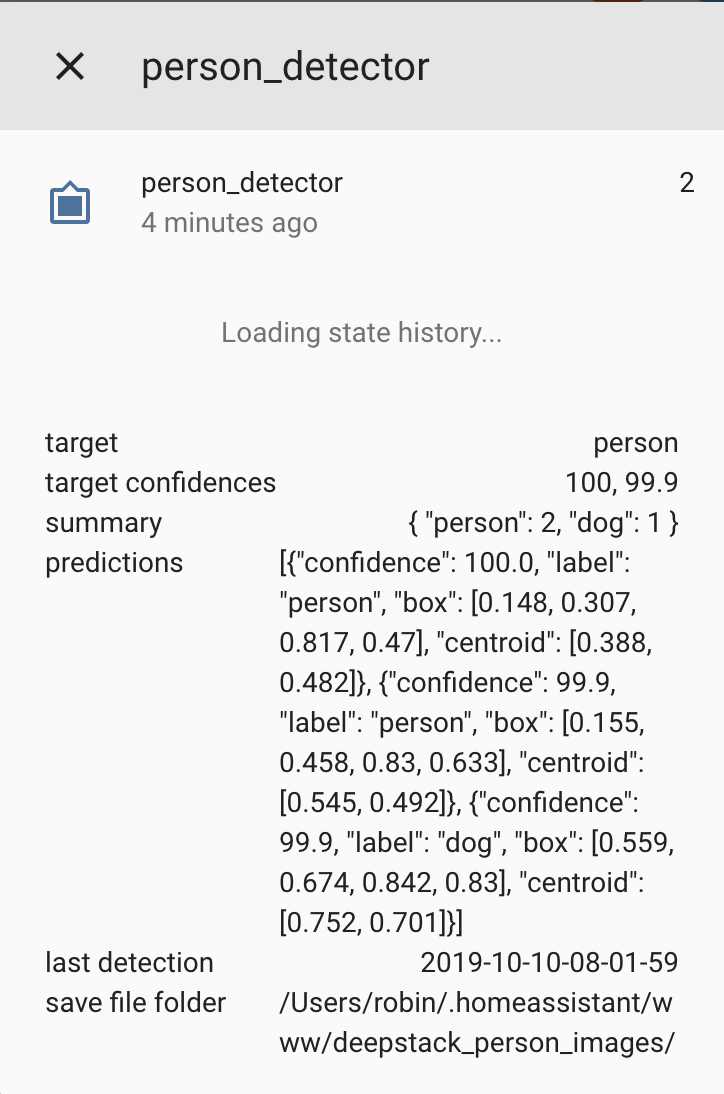 person_detector
person_detector 2
4 minutes ago
Loading state history...
target person
target confidences 100, 99.9
summary { "person": 2, "dog": 1 }
predictions [{"confidence": 100.0, "label":
"person", "box": [0.148, 0.307,
0.817, 0.47], "centroid": [0.388,
0.482]}, {"confidence": 99.9,
"label": "person", "box": [0.155,
0.458, 0.83, 0.633], "centroid":
[0.545, 0.492]}, {"confidence":
99.9, "label": "dog", "box": [0.559,
0.674, 0.842, 0.83], "centroid":
[0.752, 0.701]}]
last detection 2019-10-10-08-01-59
save file folder /Users/robin/.homeassistant/w
ww/deepstack_person_images/